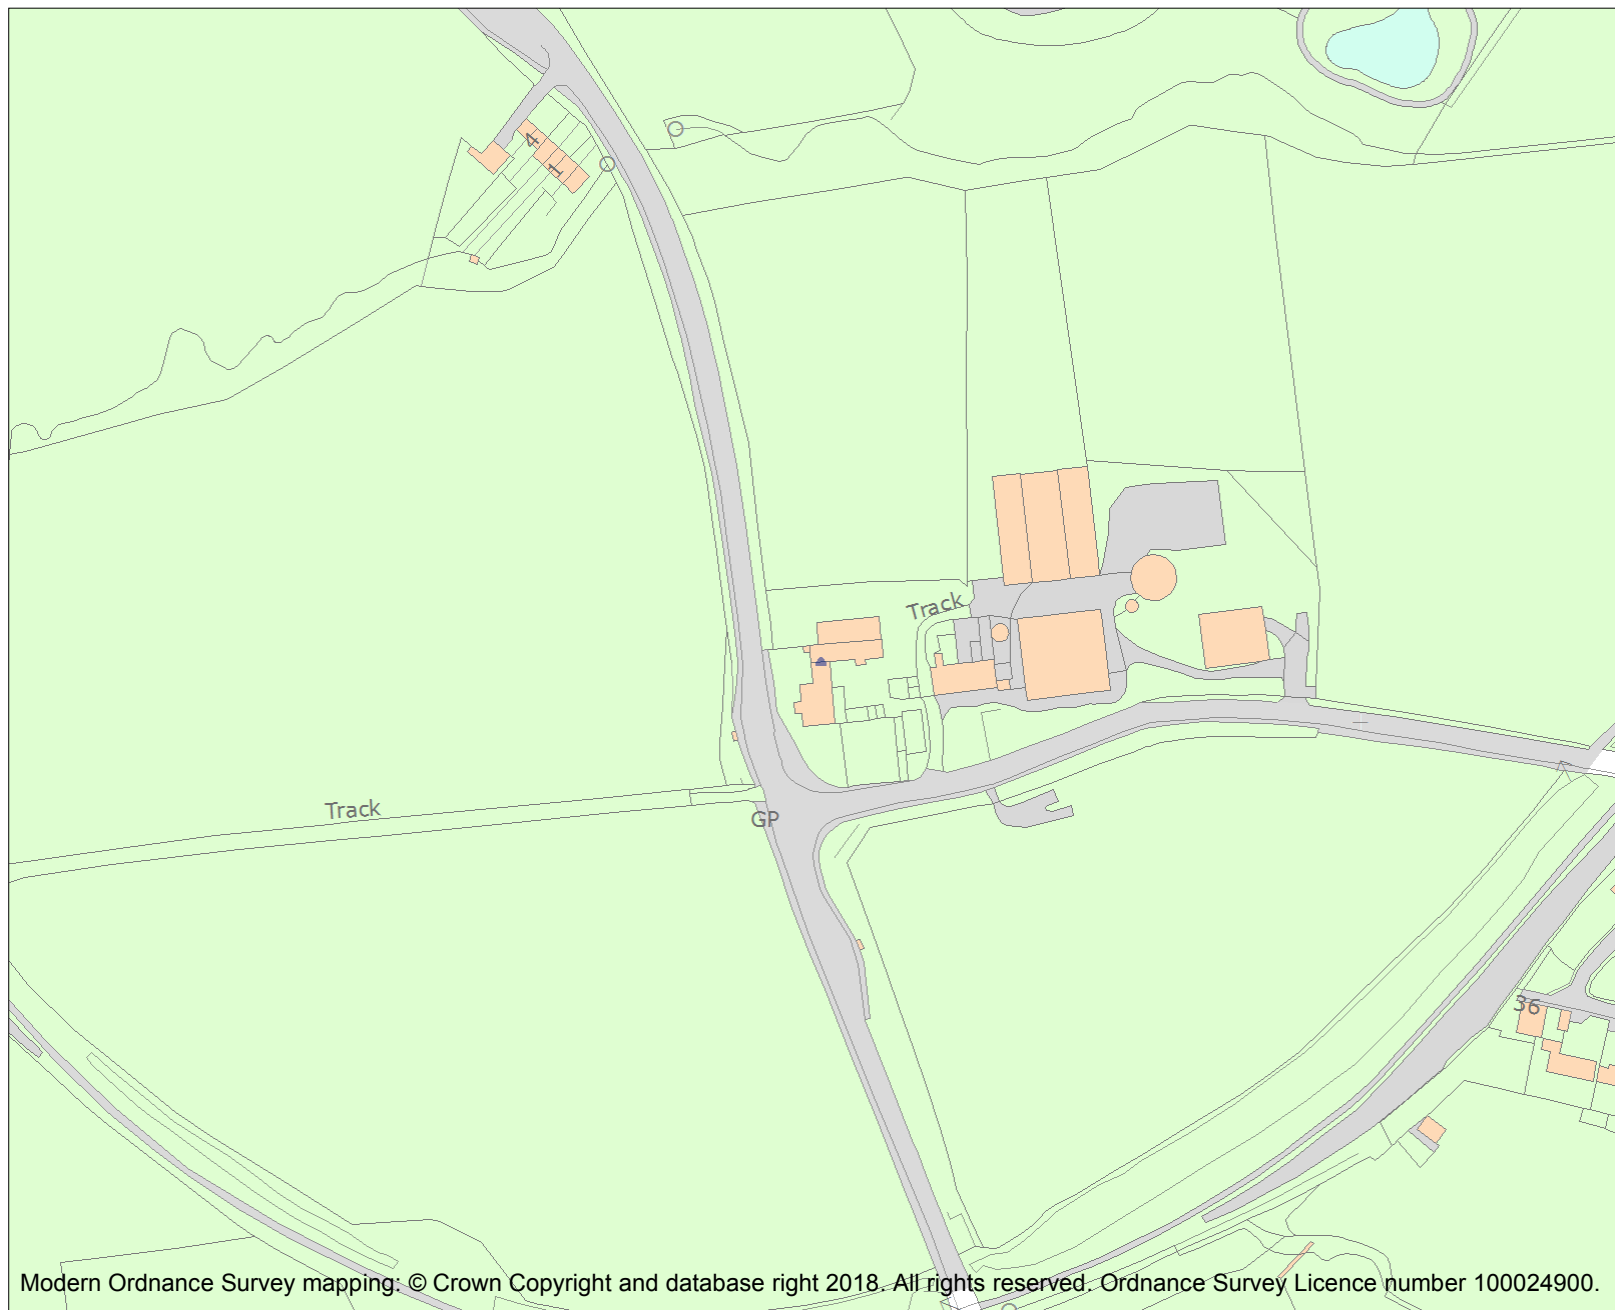 4
1
Track
Track
GP
36
Modern Ordnance Survey mapping: © Crown Copyright and database right 2018. All rights reserved. Ordnance Survey Licence number 100024900.